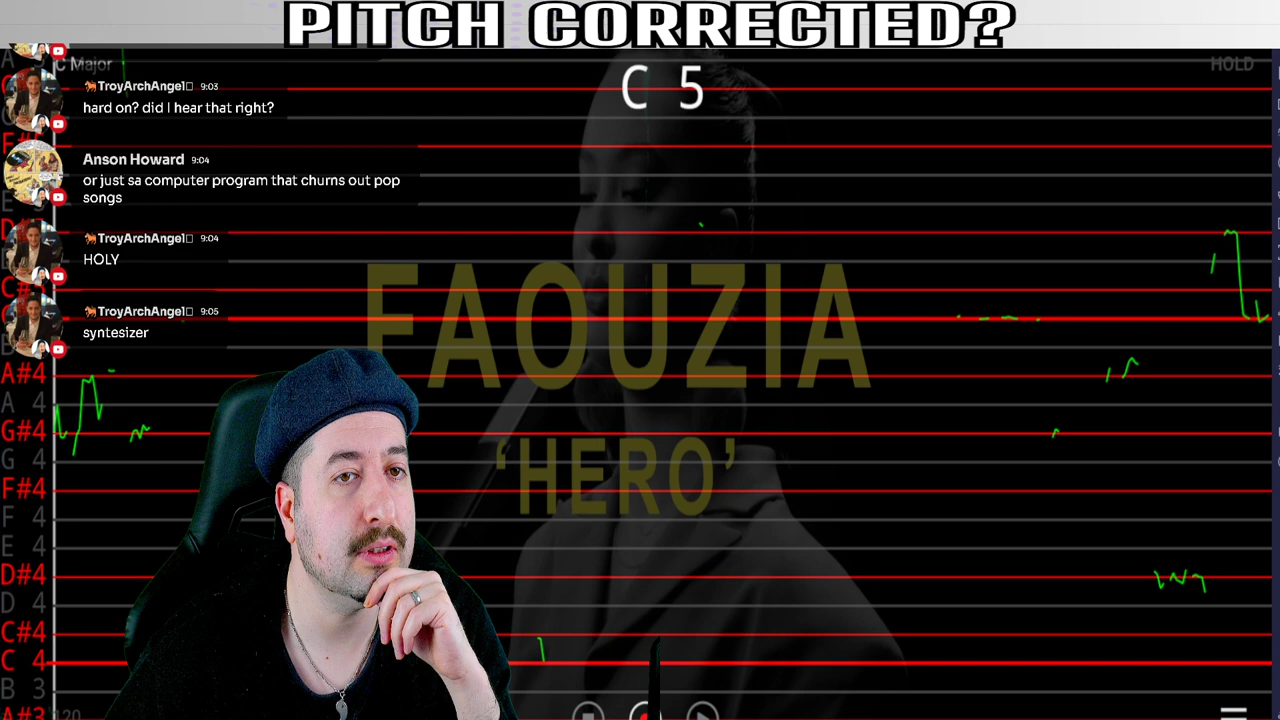 PITCH CORRECTED?
C Major
HOLD
C 5
TroyArchAngel 9:03
hard on? did I hear that right?
Anson Howard 9:04
or just sa computer program that churns out pop
songs
TroyArchAngel 9:04
HOLY
TroyArchAngel 9:05
syntesizer
FAOUZIA
'HERO'
A#4
A 4
G#4
G 4
F#4
F 4
E 4
D#4
D 4
C#4
C 4
B 3
A#3
120